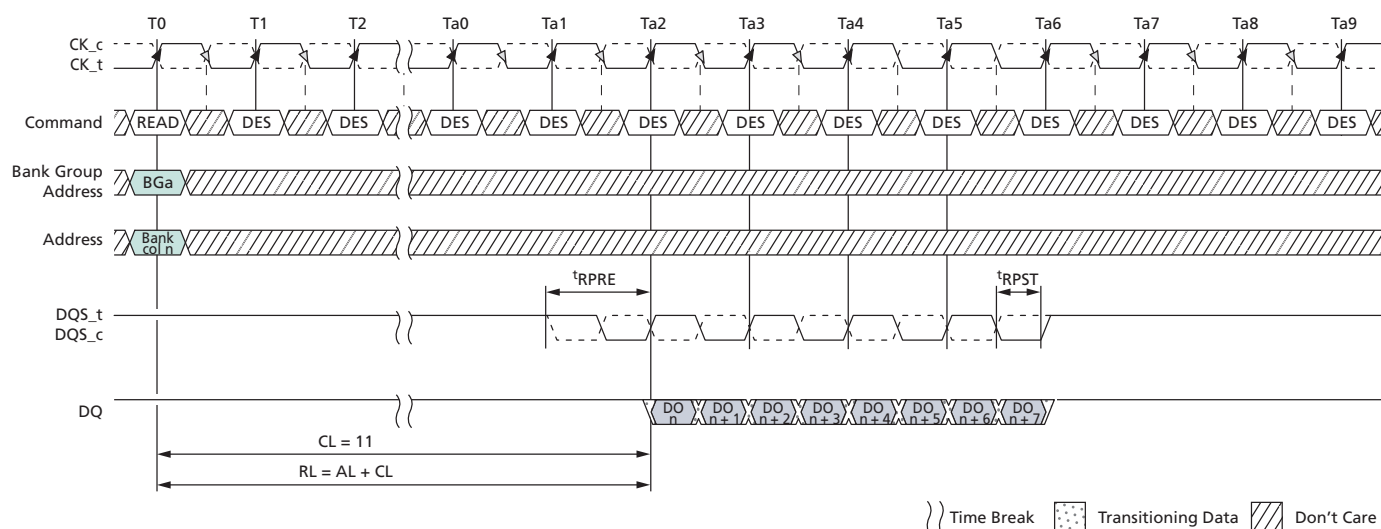 T0 T1 T2 Ta0 Ta1 Ta2 Ta3 Ta4 Ta5 Ta6 Ta7 Ta8 Ta9
CK_c
CK_t
Command READ DES DES DES DES DES DES DES DES DES DES DES DES
Bank Group
Address
BGa
Address
Bank
col n
tRPRE
tRPST
DQS_t
DQS_c
DQ
DO
n
DO
n + 1
DO
n + 2
DO
n + 3
DO
n + 4
DO
n + 5
DO
n + 6
DO
n + 7
CL = 11
RL = AL + CL
Time Break Transitioning Data Don’t Care